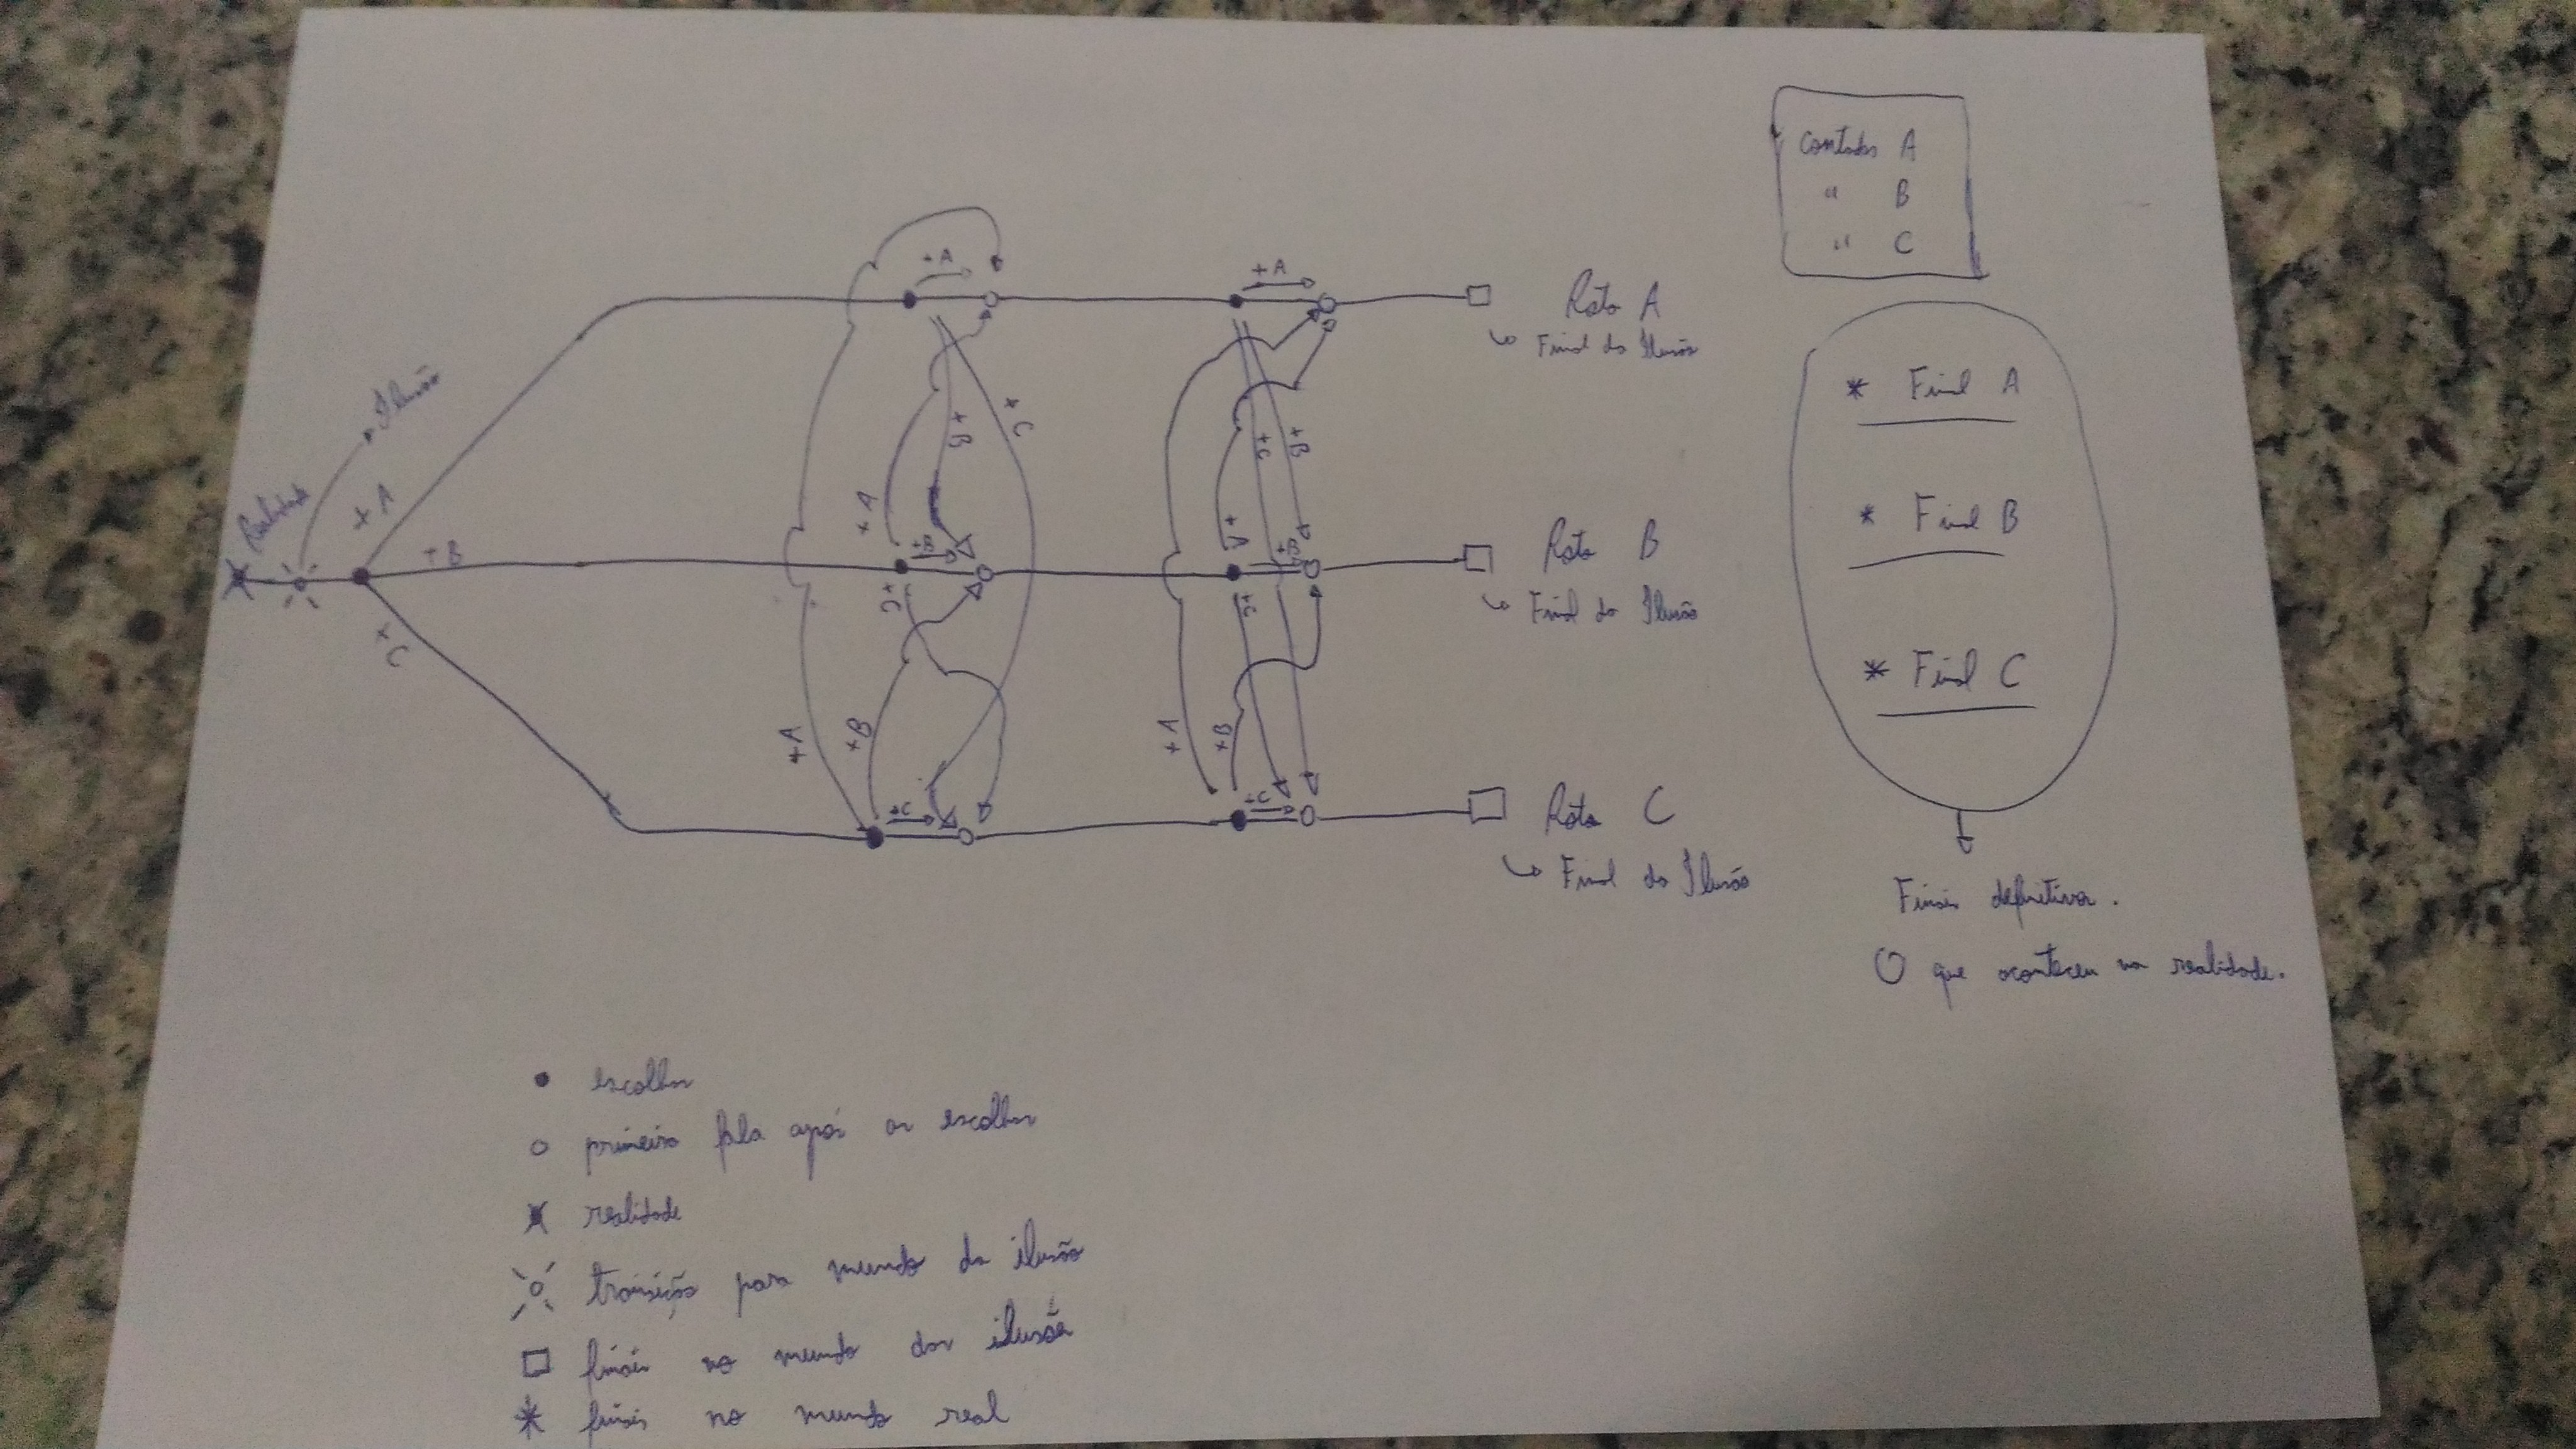 Contador A
" B
" C
+A
+A
Rota A
↳ Final da Ilusão
* Final A
Ilusão
+C
+B
+C
+B
Realidade
+A
+A
+A
+B
+B
+B
Rota B
↳ Final da Ilusão
* Final B
+C
+C
+C
* Final C
+A
+B
+A
+B
+C
+C
Rota C
↳ Final da Ilusão
Finais definitivos.
O que aconteceu na realidade.
• escolhas
○ primeira fala após as escolhas
realidade
transição para mundo da ilusão
□ finais no mundo das ilusão
* finais no mundo real